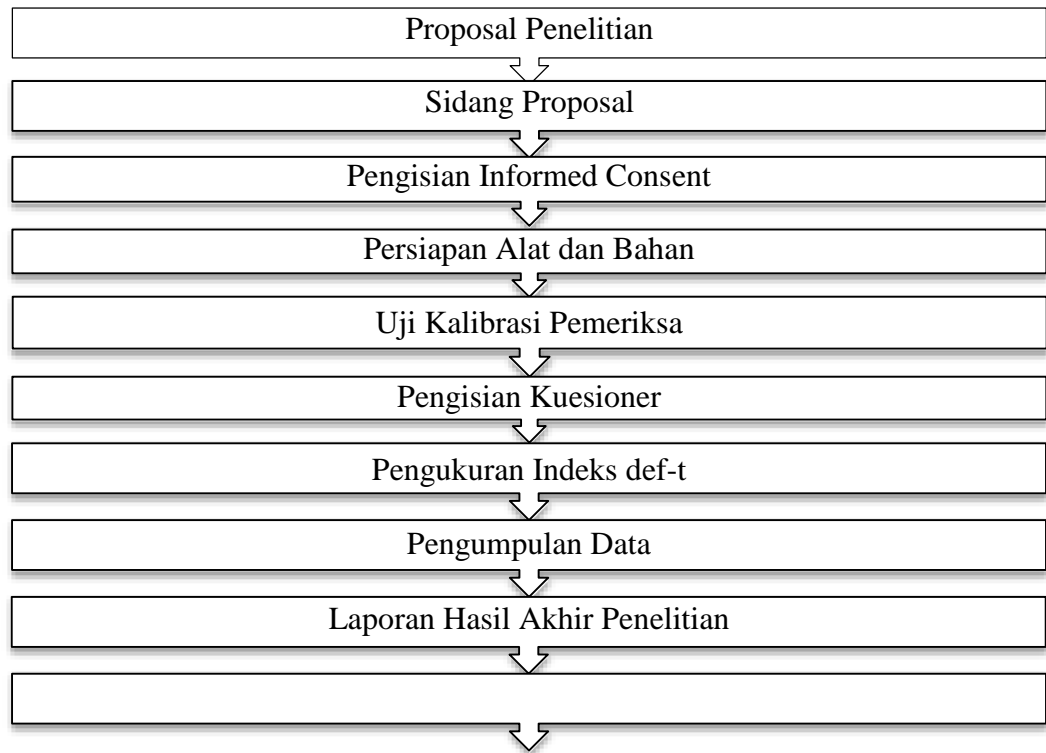 Proposal Penelitian
Sidang Proposal
Pengisian Informed Consent
Persiapan Alat dan Bahan
Uji Kalibrasi Pemeriksa
Pengisian Kuesioner
Pengukuran Indeks def-t
Pengumpulan Data
Laporan Hasil Akhir Penelitian